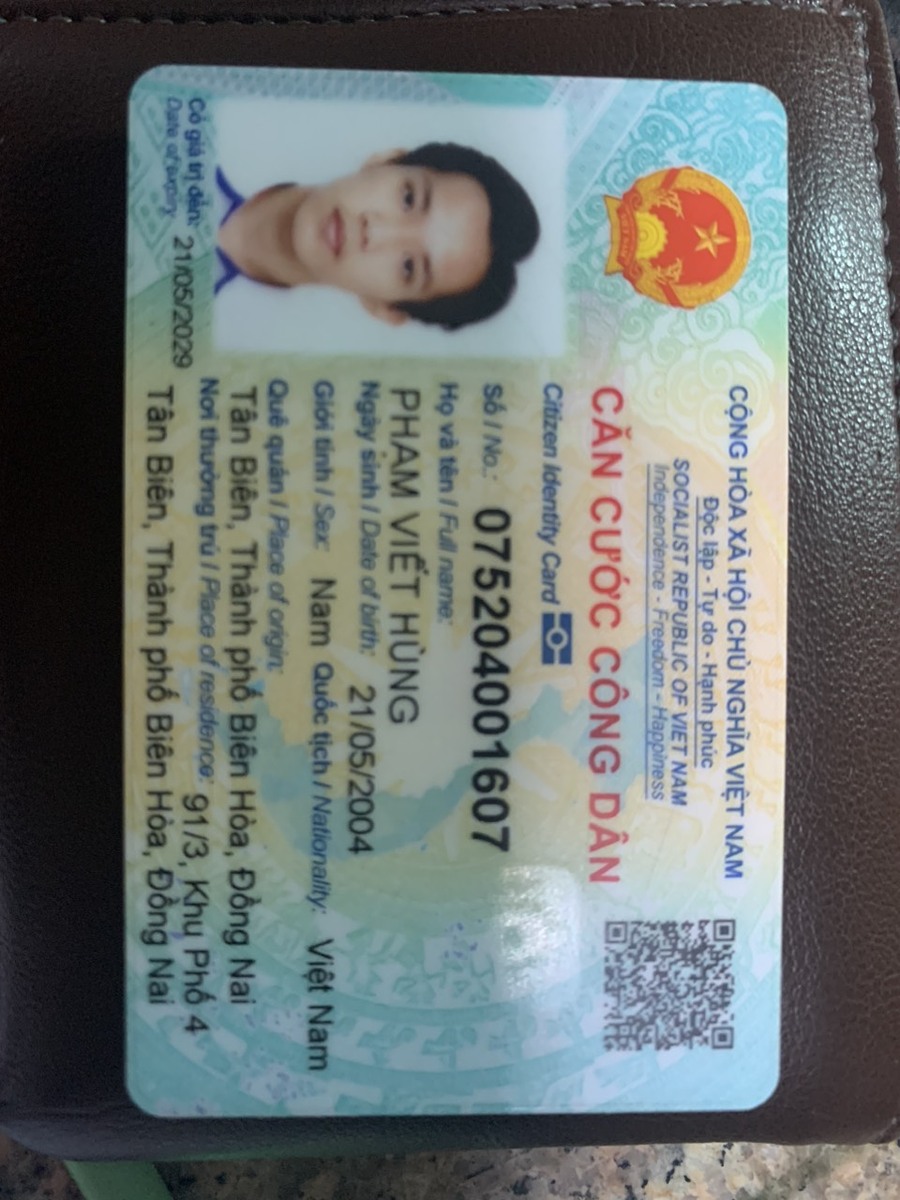 CỘNG HÒA XÃ HỘI CHỦ NGHĨA VIỆT NAM
Độc lập - Tự do - Hạnh phúc
SOCIALIST REPUBLIC OF VIET NAM
Independence - Freedom - Happiness
CĂN CƯỚC CÔNG DÂN
Citizen Identity Card
Số / No.: 075204001607
Họ và tên / Full name:
PHẠM VIẾT HÙNG
Ngày sinh / Date of birth: 21/05/2004
Giới tính / Sex: Nam Quốc tịch / Nationality: Việt Nam
Quê quán / Place of origin:
Tân Biên, Thành phố Biên Hòa, Đồng Nai
Nơi thường trú / Place of residence: 91/3, Khu Phố 4
Tân Biên, Thành phố Biên Hòa, Đồng Nai
Có giá trị đến: 21/05/2029
Date of expiry